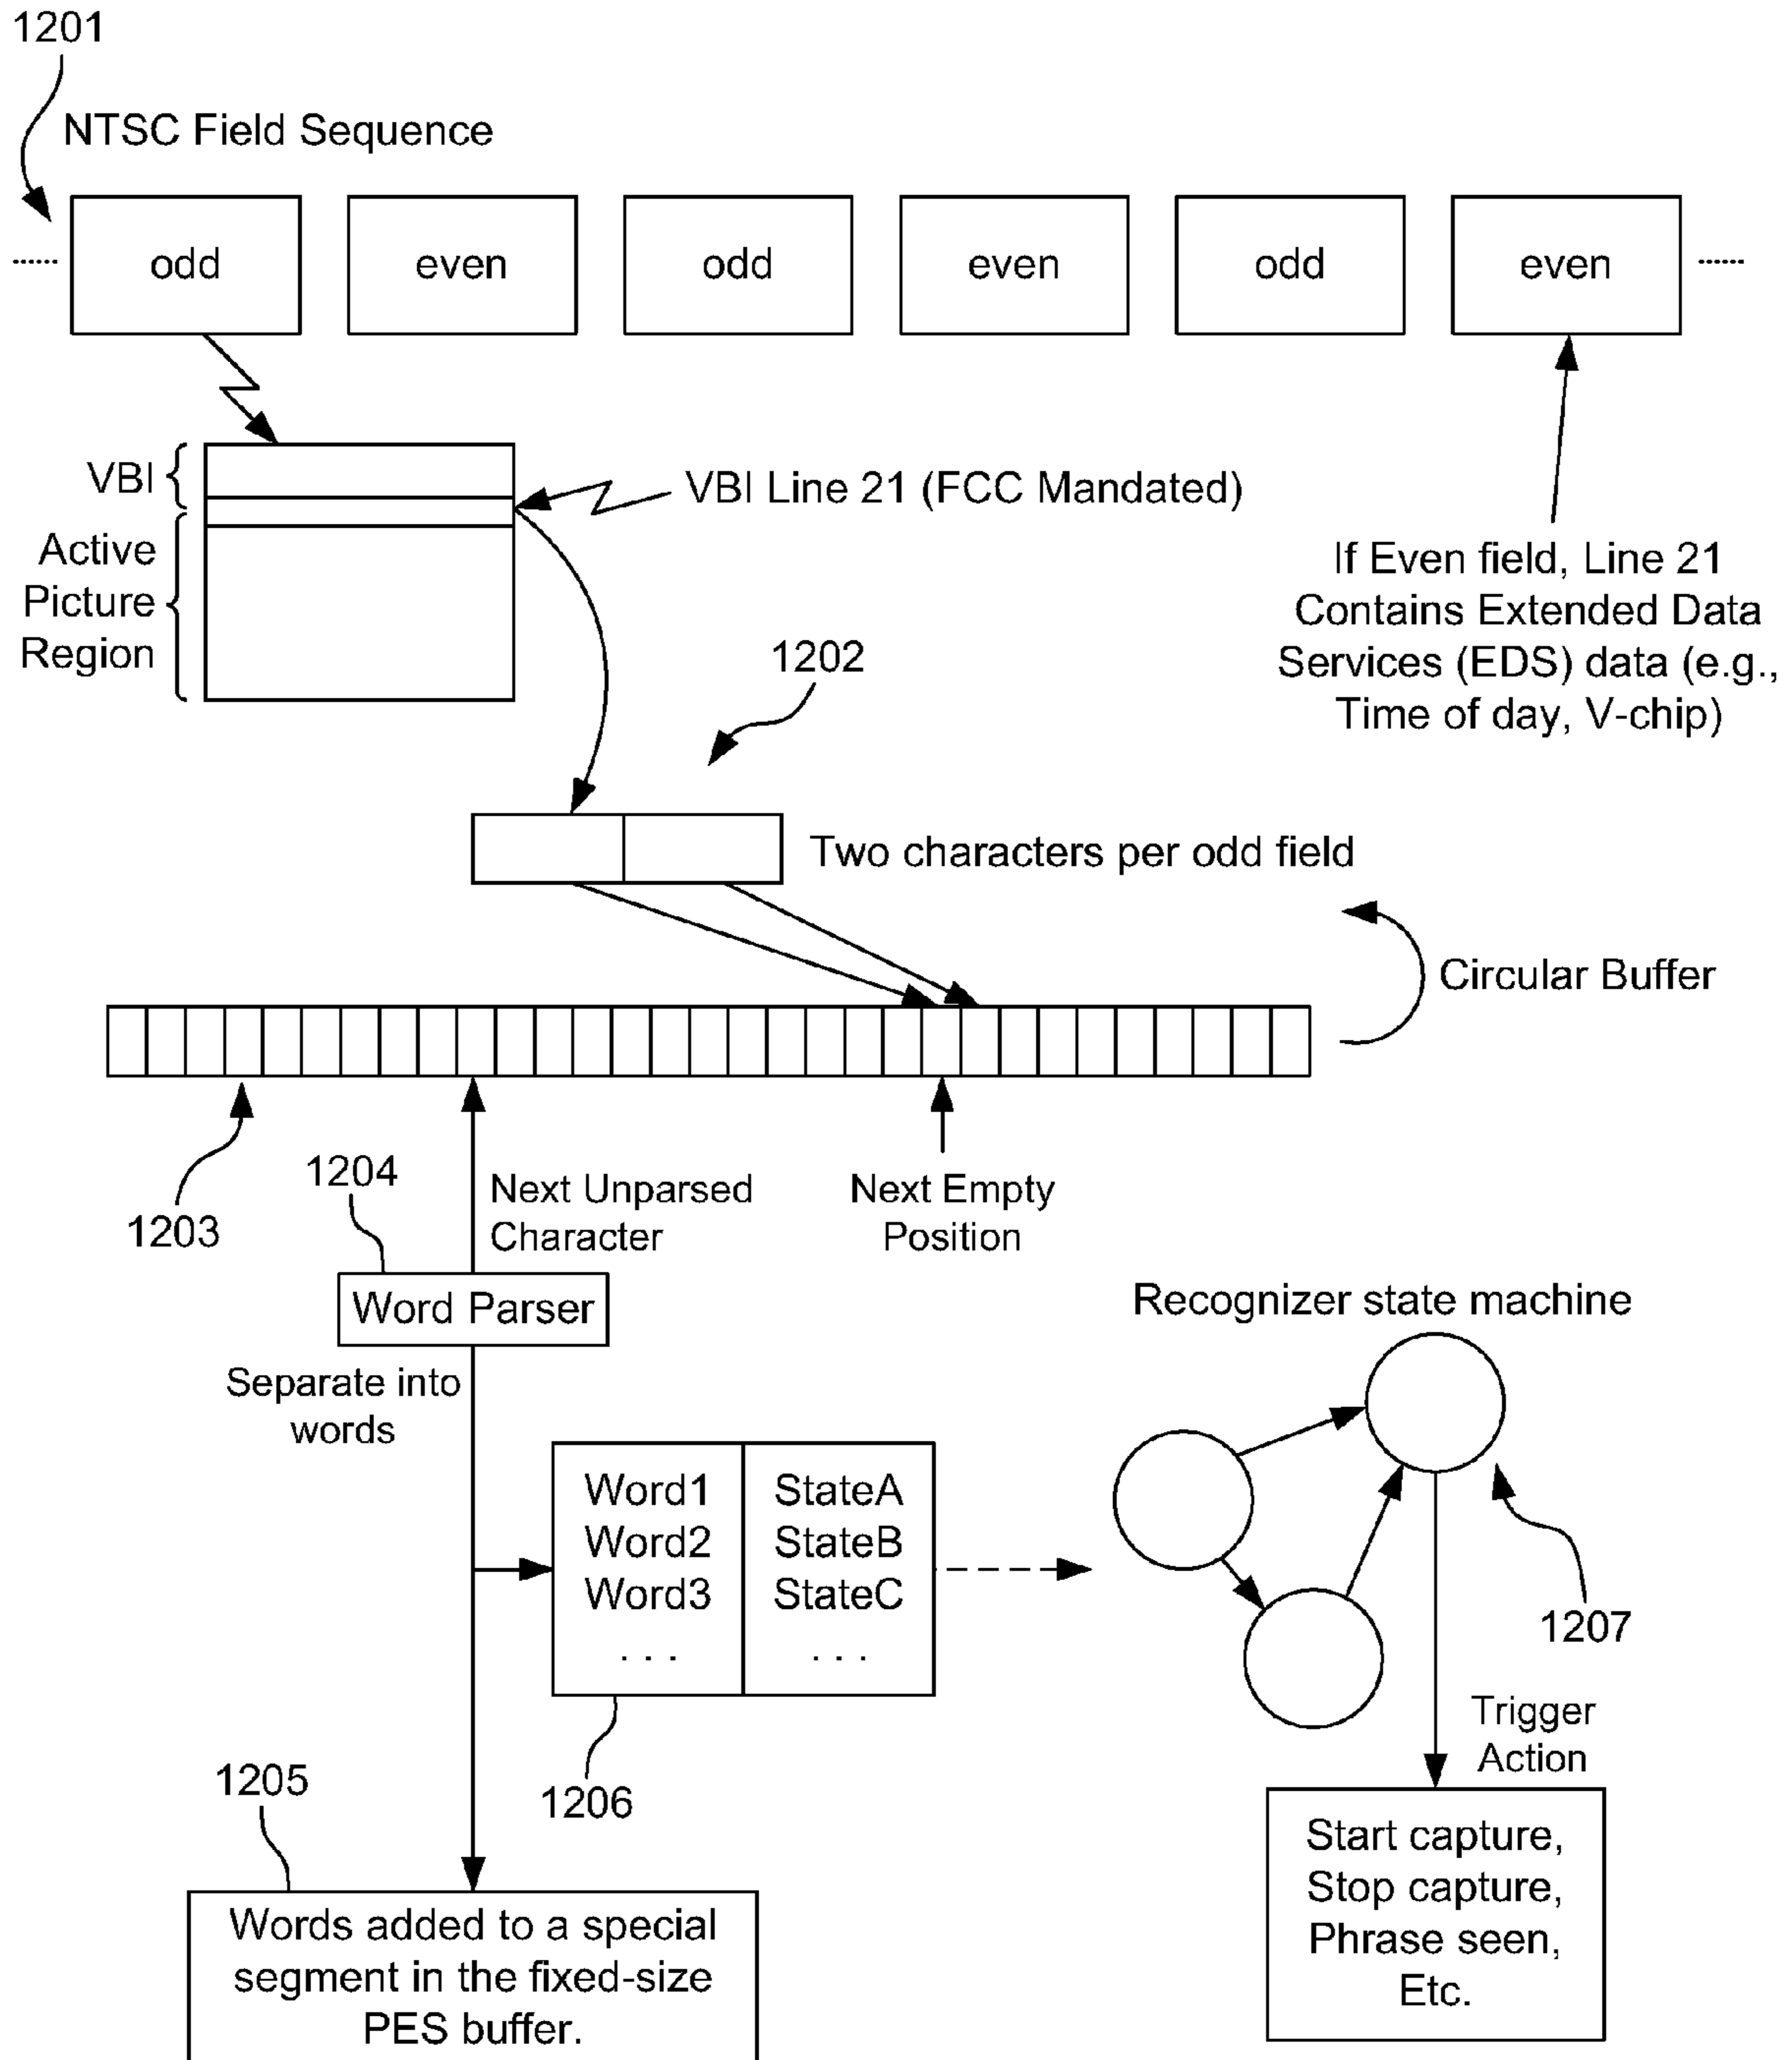 1201
NTSC Field Sequence
...... odd even odd even odd even ......
VBI
VBI Line 21 (FCC Mandated)
Active
Picture
Region
If Even field, Line 21
Contains Extended Data
Services (EDS) data (e.g.,
Time of day, V-chip)
1202
Two characters per odd field
Circular Buffer
1203
1204
Next Unparsed
Character
Next Empty
Position
Word Parser
Separate into
words
Recognizer state machine
Word1 StateA
Word2 StateB
Word3 StateC
. . . . . .
1206
1207
Trigger
Action
1205
Words added to a special
segment in the fixed-size
PES buffer.
Start capture,
Stop capture,
Phrase seen,
Etc.